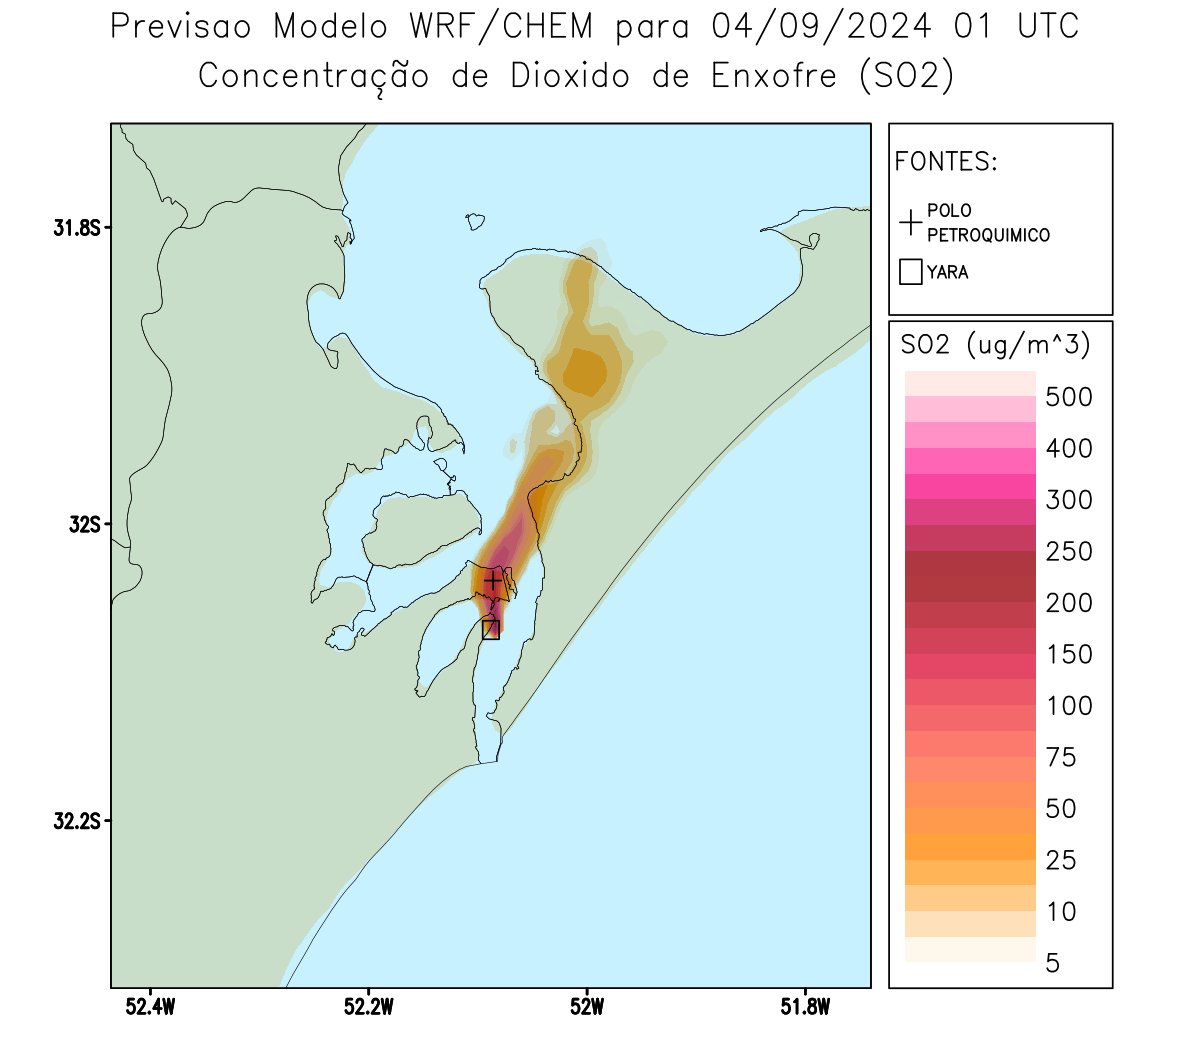 Previsao Modelo WRF/CHEM para 04/09/2024 01 UTC
Concentração de Dioxido de Enxofre (SO2)
FONTES:
POLO
PETROQUIMICO
YARA
SO2 (ug/m^3)
500
400
300
250
200
150
100
75
50
25
10
5
31.8S
32S
32.2S
52.4W
52.2W
52W
51.8W